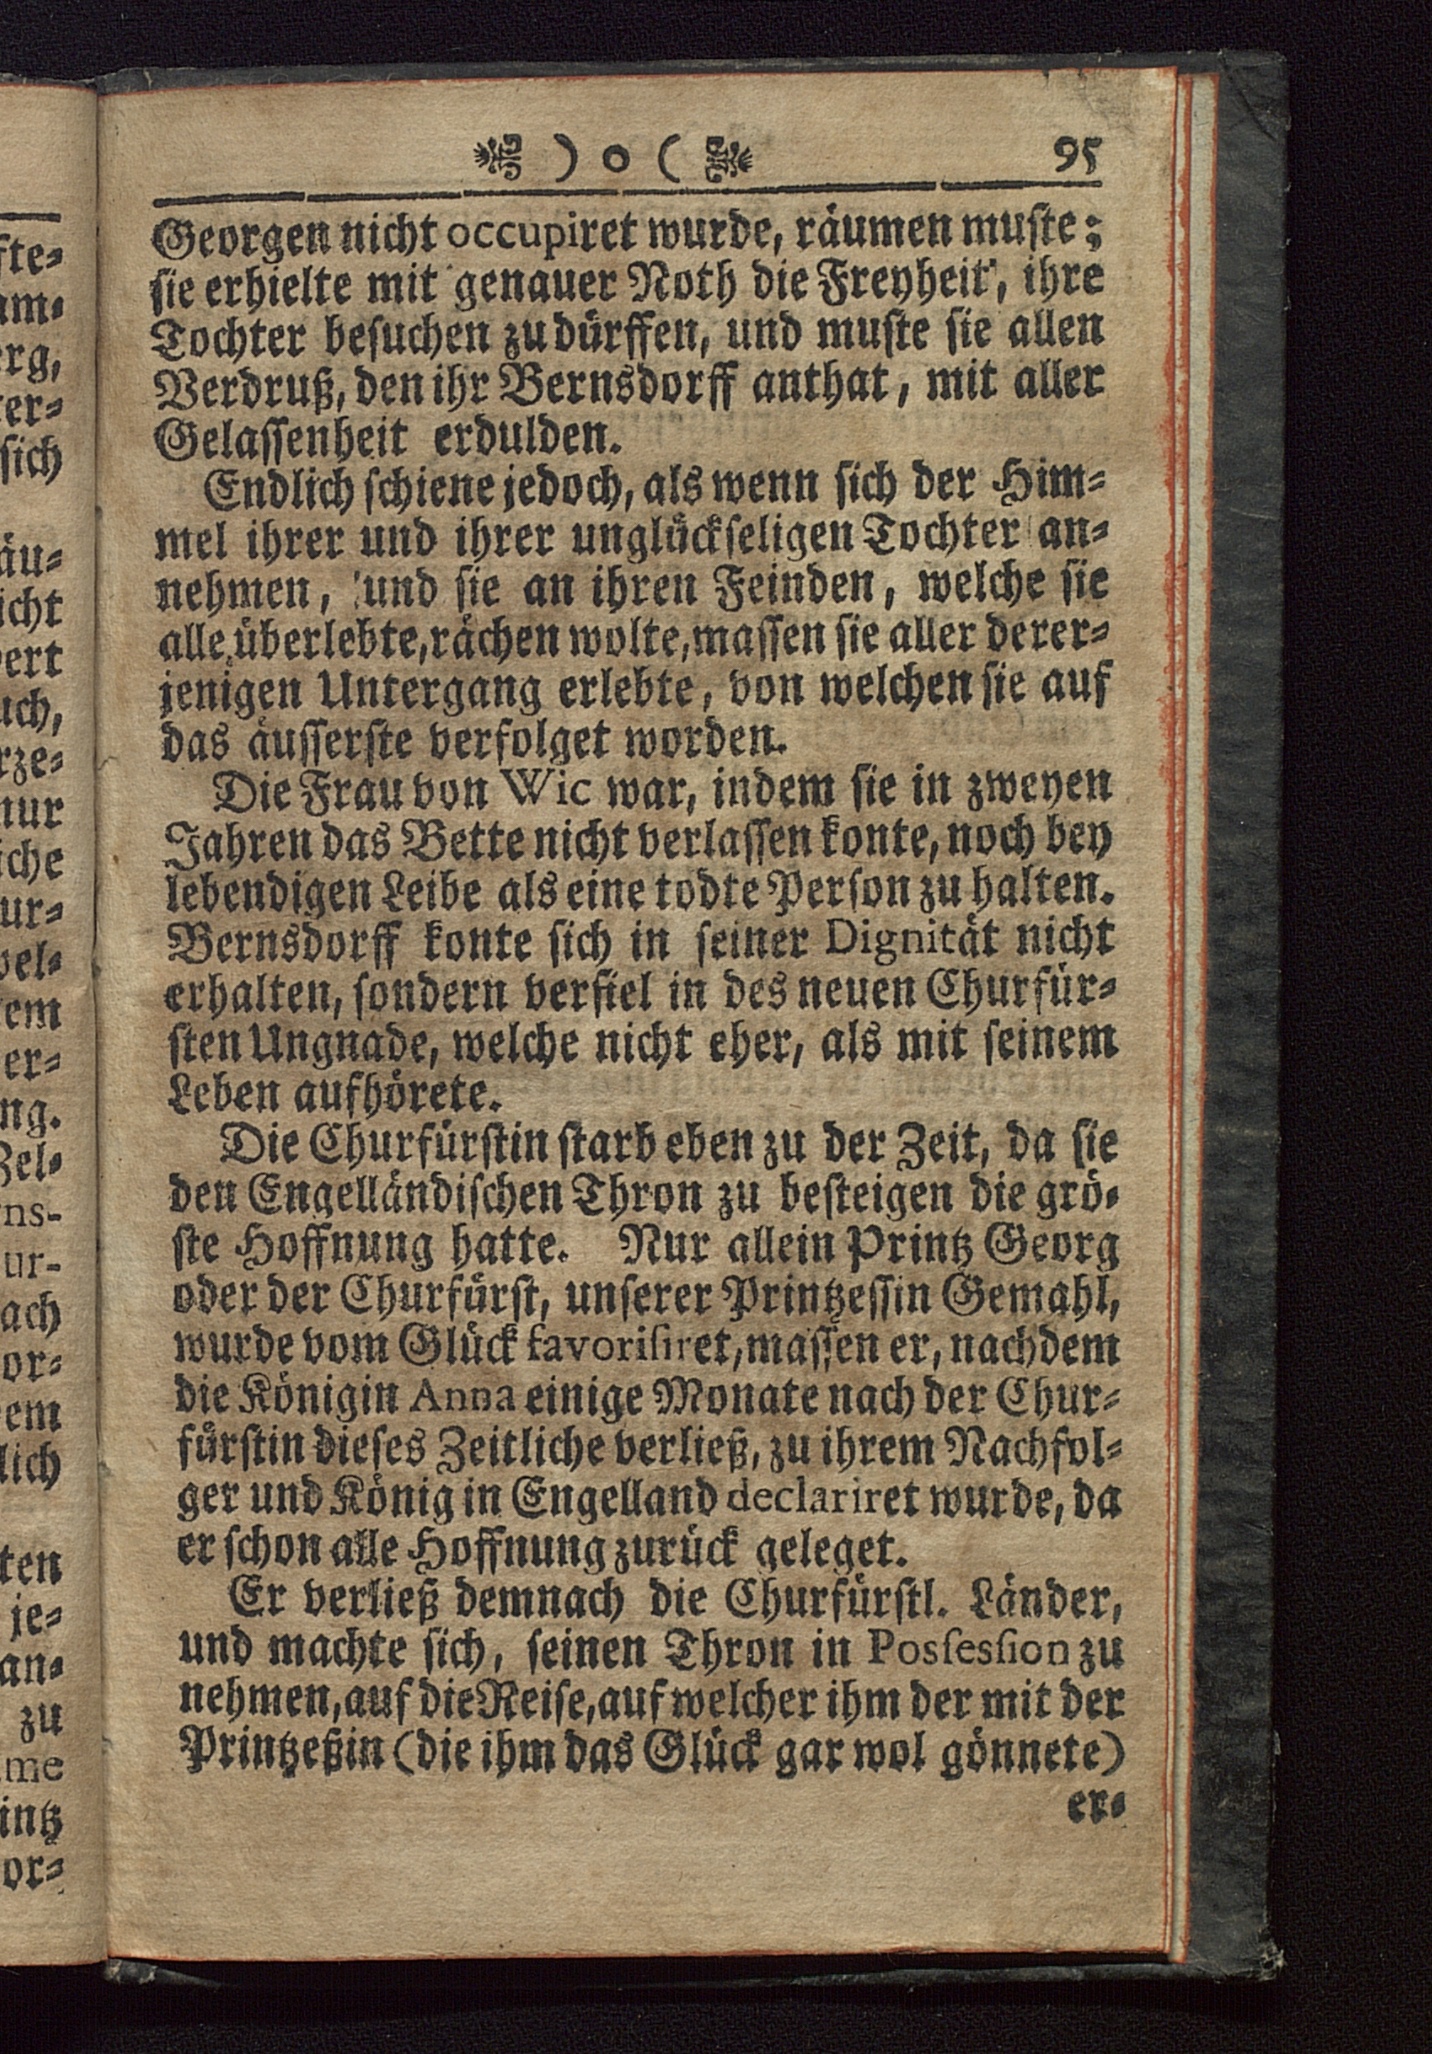 ) o ( 95
Georgen nicht occupiret wurde, räumen muste;
sie erhielte mit genauer Noth die Freyheit, ihre
Tochter besuchen zu dürffen, und muste sie allen
Verdruß, den ihr Bernsdorff anthat, mit aller
Gelassenheit erdulden.
Endlich schiene jedoch, als wenn sich der Him-
mel ihrer und ihrer unglückseligen Tochter an-
nehmen, und sie an ihren Feinden, welche sie
alle überlebte, rächen wolte, massen sie aller derer-
jenigen Untergang erlebte, von welchen sie auf
das äusserste verfolget worden.
Die Frau von Wic war, indem sie in zweyen
Jahren das Bette nicht verlassen konte, noch bey
lebendigen Leibe als eine todte Person zu halten.
Bernsdorff konte sich in seiner Dignität nicht
erhalten, sondern verfiel in des neuen Churfür-
sten Ungnade, welche nicht eher, als mit seinem
Leben aufhörete.
Die Churfürstin starb eben zu der Zeit, da sie
den Engelländischen Thron zu besteigen die grö-
ste Hoffnung hatte. Nur allein Printz Georg
oder der Churfürst, unserer Printzessin Gemahl,
wurde vom Glück favorisiret, massen er, nachdem
die Königin Anna einige Monate nach der Chur-
fürstin dieses Zeitliche verließ, zu ihrem Nachfol-
ger und König in Engelland declariret wurde, da
er schon alle Hoffnung zurück geleget.
Er verließ demnach die Churfürstl. Länder,
und machte sich, seinen Thron in Possession zu
nehmen, auf die Reise, auf welcher ihm der mit der
Printzeßin (die ihm das Glück gar wol gönnete)
er-